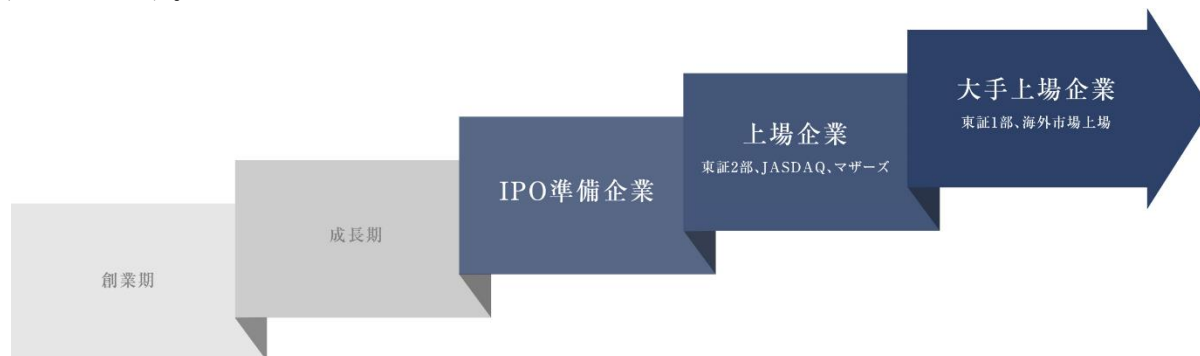 創業期
成長期
IPO準備企業
上場企業
東証2部、JASDAQ、マザーズ
大手上場企業
東証1部、海外市場上場